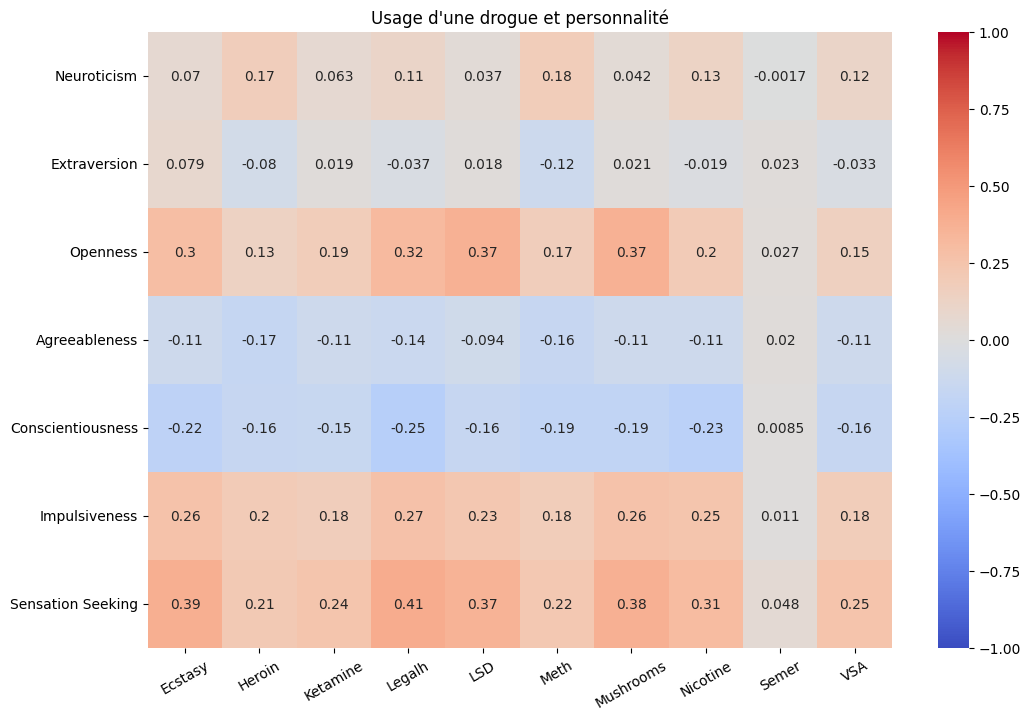 Usage d'une drogue et personnalité
Neuroticism 0.07 0.17 0.063 0.11 0.037 0.18 0.042 0.13 -0.0017 0.12
Extraversion 0.079 -0.08 0.019 -0.037 0.018 -0.12 0.021 -0.019 0.023 -0.033
Openness 0.3 0.13 0.19 0.32 0.37 0.17 0.37 0.2 0.027 0.15
Agreeableness -0.11 -0.17 -0.11 -0.14 -0.094 -0.16 -0.11 -0.11 0.02 -0.11
Conscientiousness -0.22 -0.16 -0.15 -0.25 -0.16 -0.19 -0.19 -0.23 0.0085 -0.16
Impulsiveness 0.26 0.2 0.18 0.27 0.23 0.18 0.26 0.25 0.011 0.18
Sensation Seeking 0.39 0.21 0.24 0.41 0.37 0.22 0.38 0.31 0.048 0.25
Ecstasy Heroin Ketamine Legalh LSD Meth Mushrooms Nicotine Semer VSA
1.00
0.75
0.50
0.25
0.00
−0.25
−0.50
−0.75
−1.00